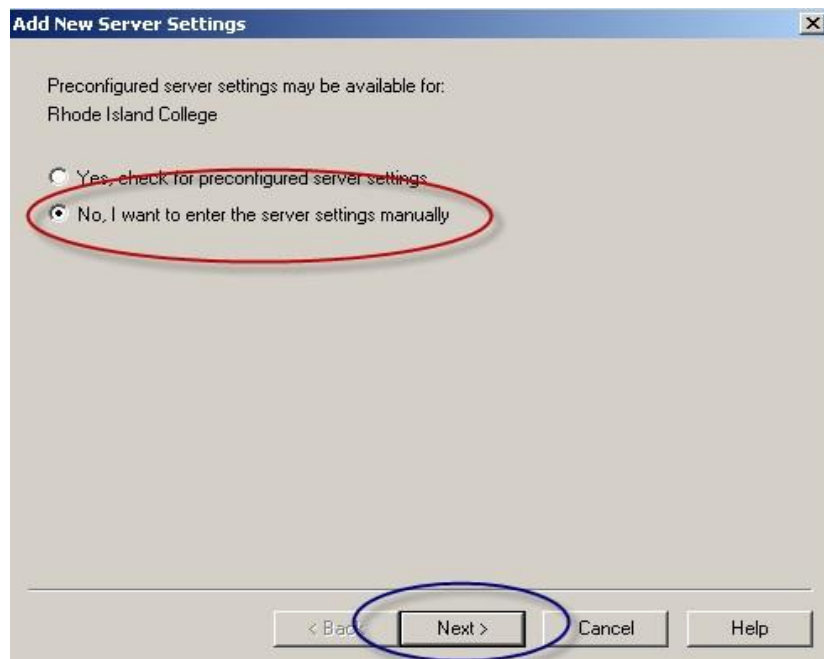 Add New Server Settings
Preconfigured server settings may be available for:
Rhode Island College
Yes, check for preconfigured server settings
No, I want to enter the server settings manually
< Back Next > Cancel Help